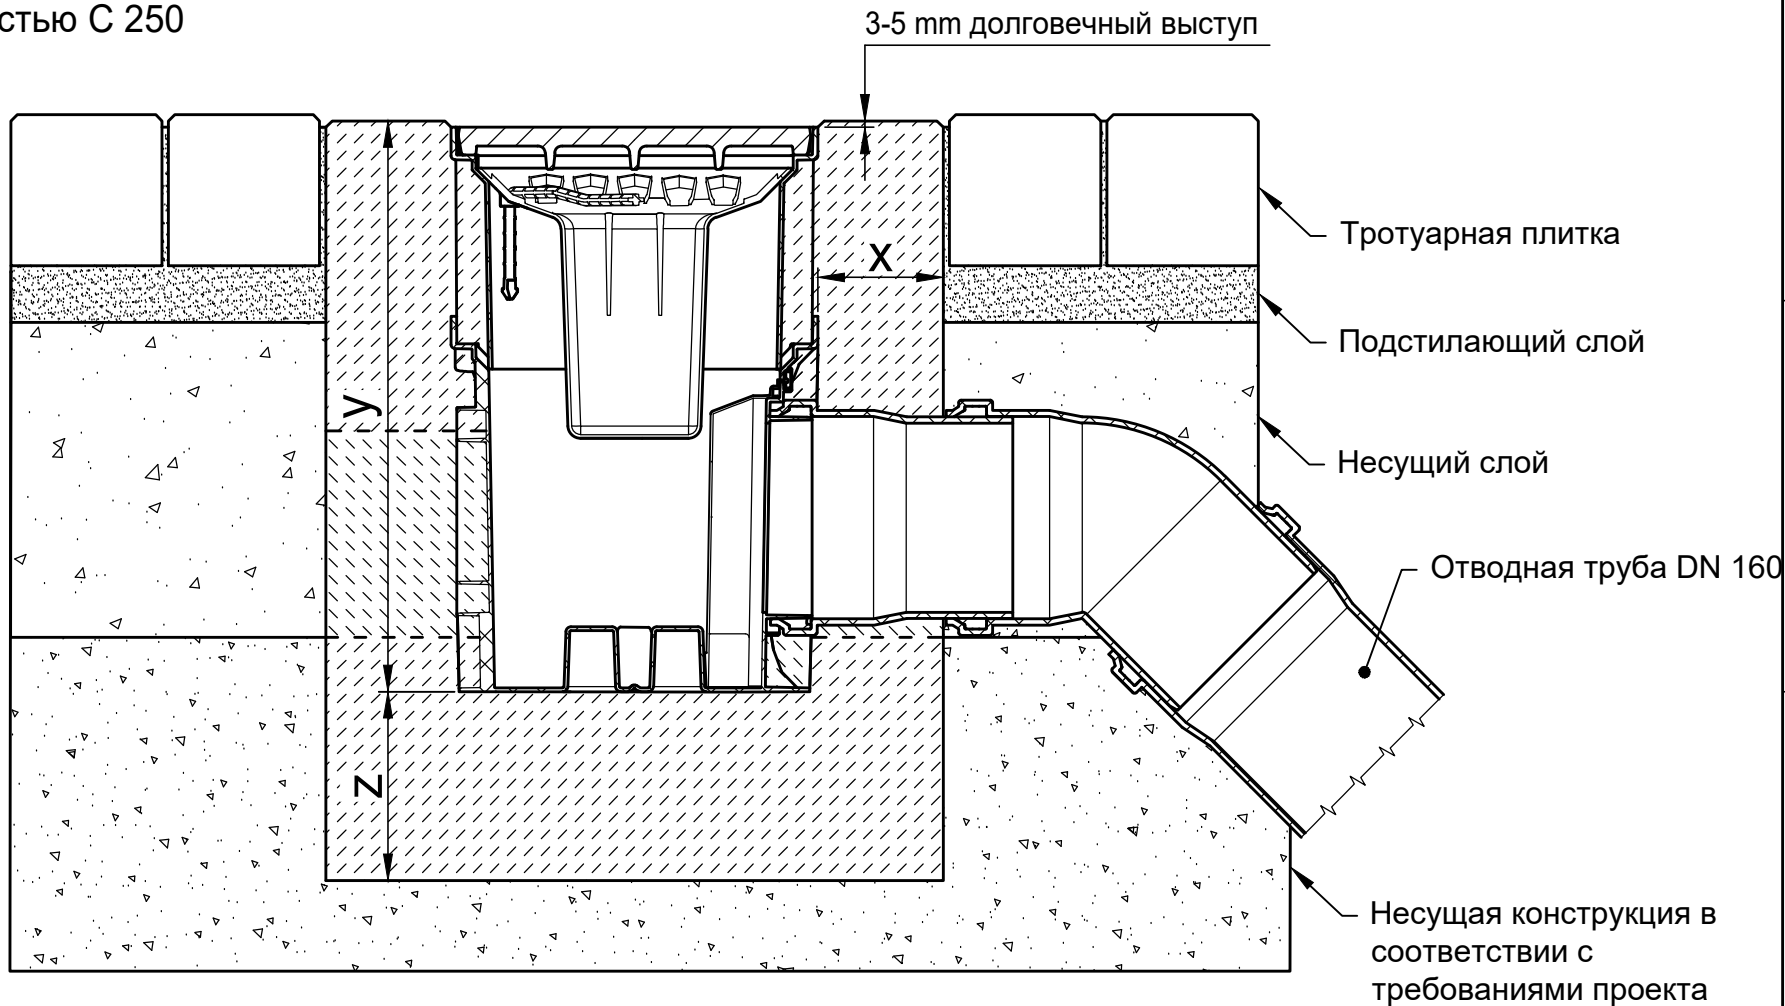 стью C 250
3-5 mm долговечный выступ
x
Тротуарная плитка
Подстилающий слой
y
Несущий слой
Отводная труба DN 160
z
Несущая конструкция в
соответствии с
требованиями проекта